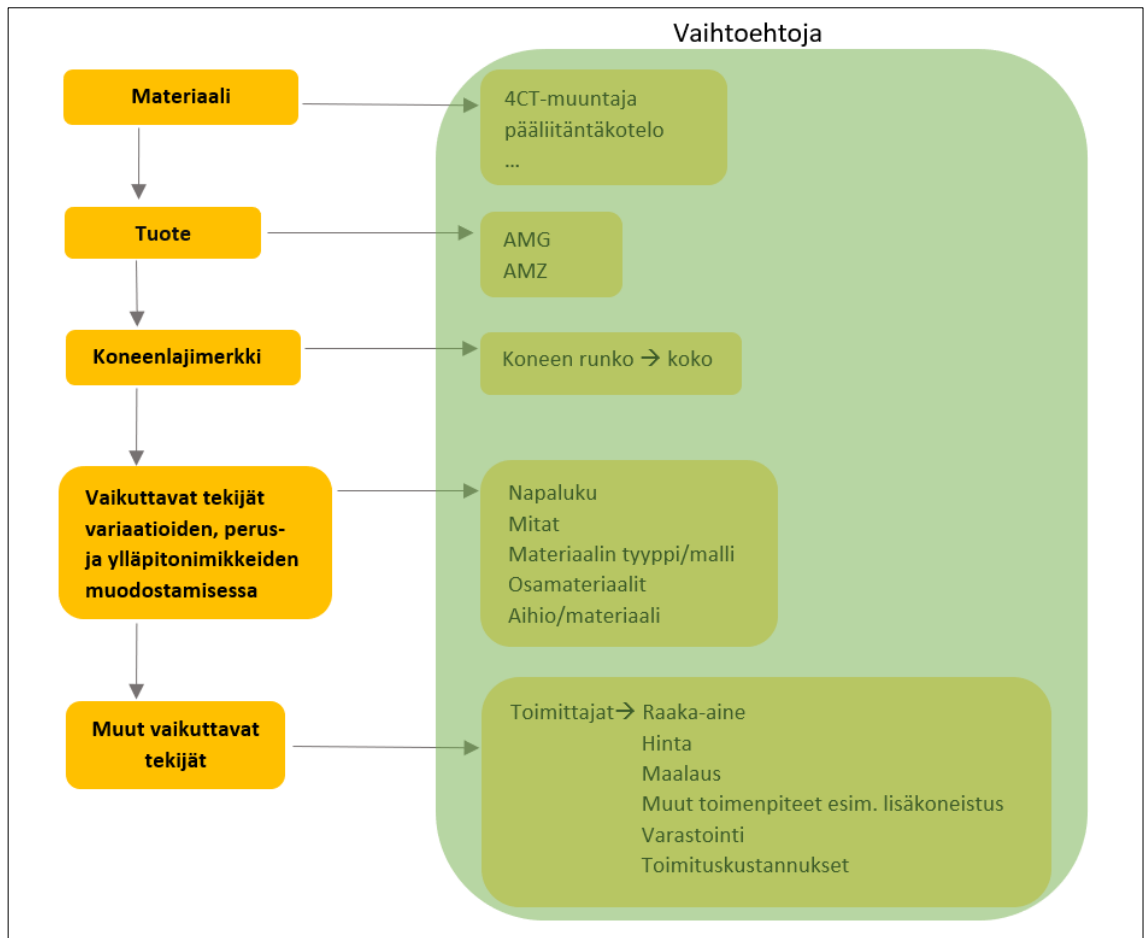 Vaihtoehtoja
Materiaali
4CT-muuntaja
pääliitäntäkotelo
...
Tuote
AMG
AMZ
Koneenlajimerkki
Koneen runko → koko
Vaikuttavat tekijät
variaatioiden, perus-
ja ylläpitonimikkeiden
muodostamisessa
Napaluku
Mitat
Materiaalin tyyppi/malli
Osamateriaalit
Aihio/materiaali
Muut vaikuttavat
tekijät
Toimittajat→ Raaka-aine
Hinta
Maalaus
Muut toimenpiteet esim. lisäkoneistus
Varastointi
Toimituskustannukset